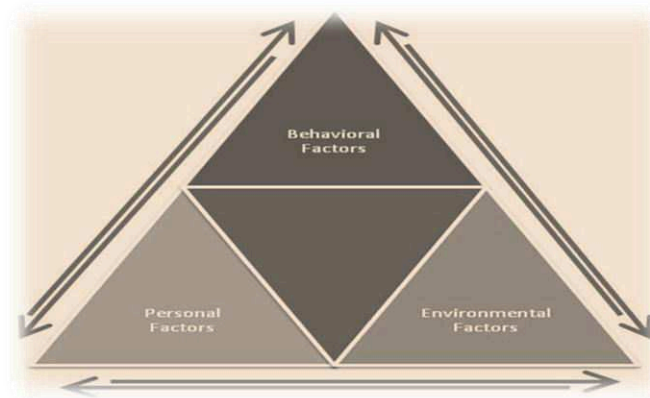 Behavioral
Factors
Personal
Factors
Environmental
Factors